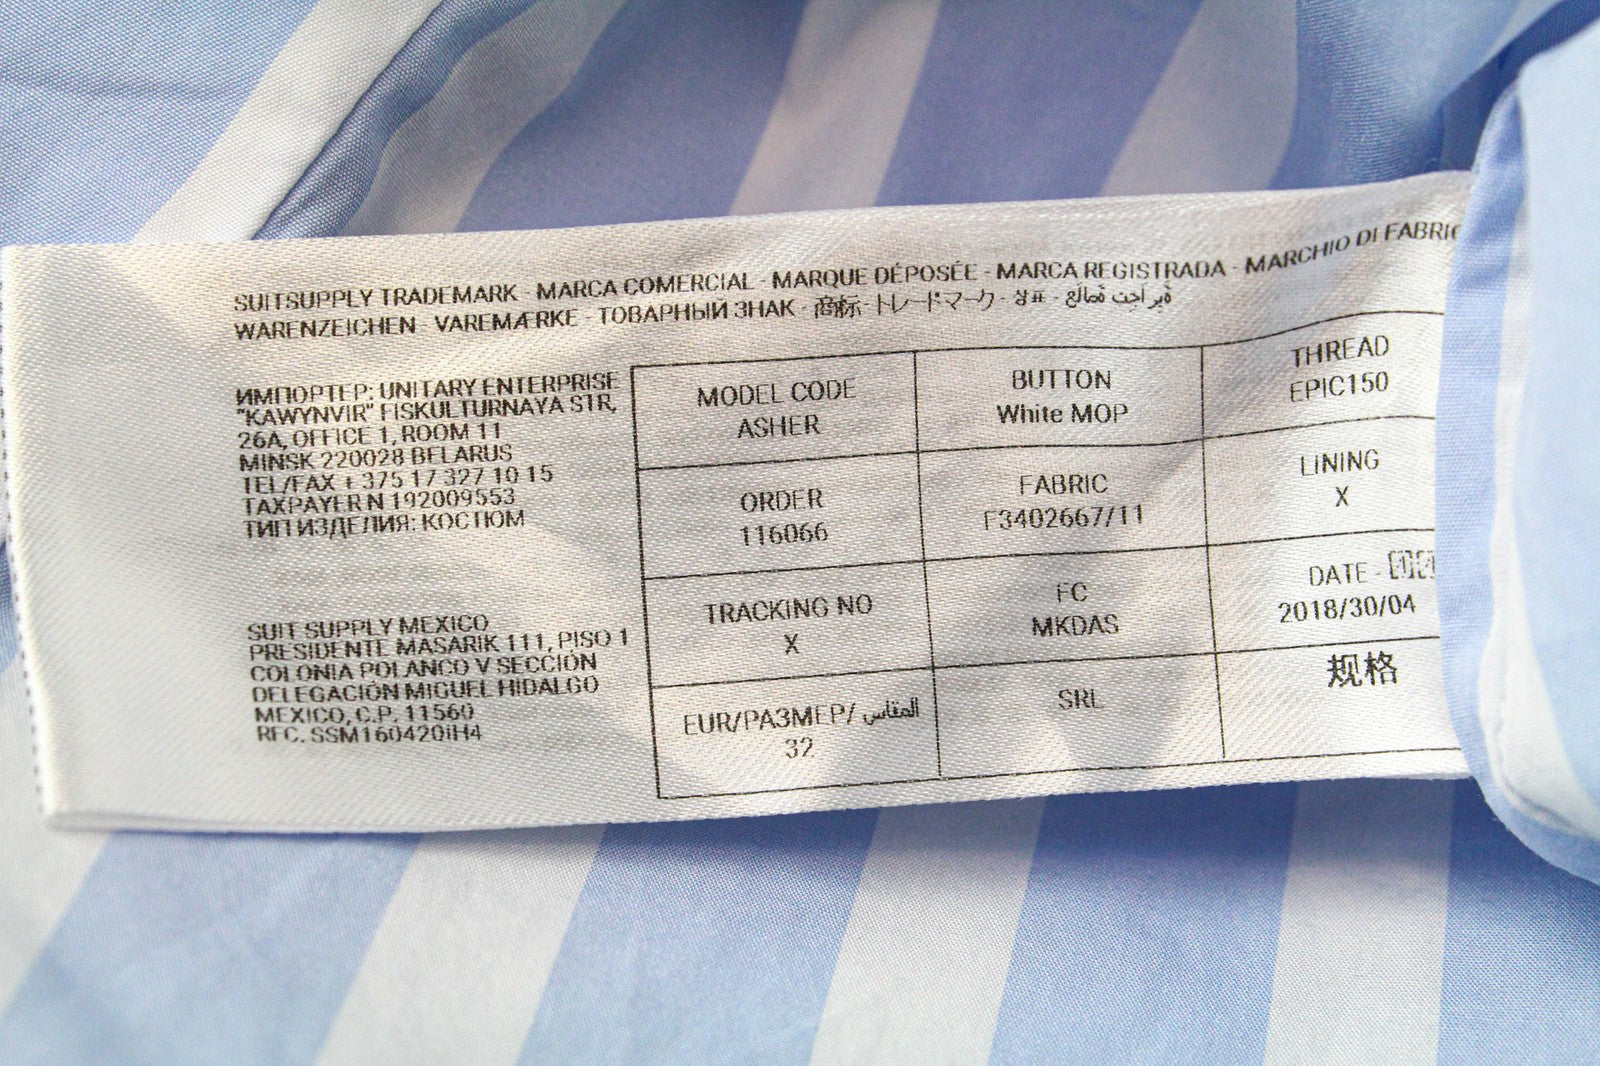 SUITSUPPLY TRADEMARK - MARCA COMERCIAL - MARQUE DÉPOSÉE - MARCA REGISTRADA - MARCHIO DI
WARENZEICHEN - VAREMÆRKE - ТОВАРНЫЙ ЗНАК - 商标 - トレードマーク - 상표 -
ИМПОРТЕР: UNITARY ENTERPRISE
"KAWYNVIR" FISKULTURNAYA STR,
26A, OFFICE 1, ROOM 11
MINSK 220028 BELARUS
TEL/FAX +375 17 327 10 15
TAXPAYER N 192009553
ТИП ИЗДЕЛИЯ: КОСТЮМ
SUIT SUPPLY MEXICO
PRESIDENTE MASARIK 111, PISO 1
COLONIA POLANCO V SECCIÓN
DELEGACIÓN MIGUEL HIDALGO
MEXICO, C.P. 11560
RFC. SSM160420IH4
MODEL CODE
ASHER
BUTTON
White MOP
THREAD
EPIC150
ORDER
116066
FABRIC
F3402667/11
LINING
X
TRACKING NO
X
FC
MKDAS
DATE -
2018/30/04
EUR/РАЗМЕР/ المقاس
32
SRL
规格